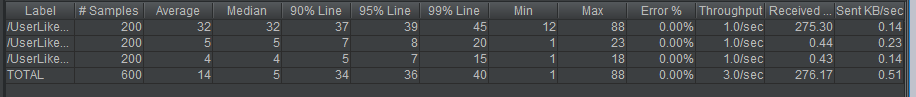 Label # Samples Average Median 90% Line 95% Line 99% Line Min Max Error % Throughput Received ... Sent KB/sec
/UserLike... 200 32 32 37 39 45 12 88 0.00% 1.0/sec 275.30 0.14
/UserLike... 200 5 5 7 8 20 1 23 0.00% 1.0/sec 0.44 0.23
/UserLike... 200 4 4 5 7 15 1 18 0.00% 1.0/sec 0.43 0.14
TOTAL 600 14 5 34 36 40 1 88 0.00% 3.0/sec 276.17 0.51